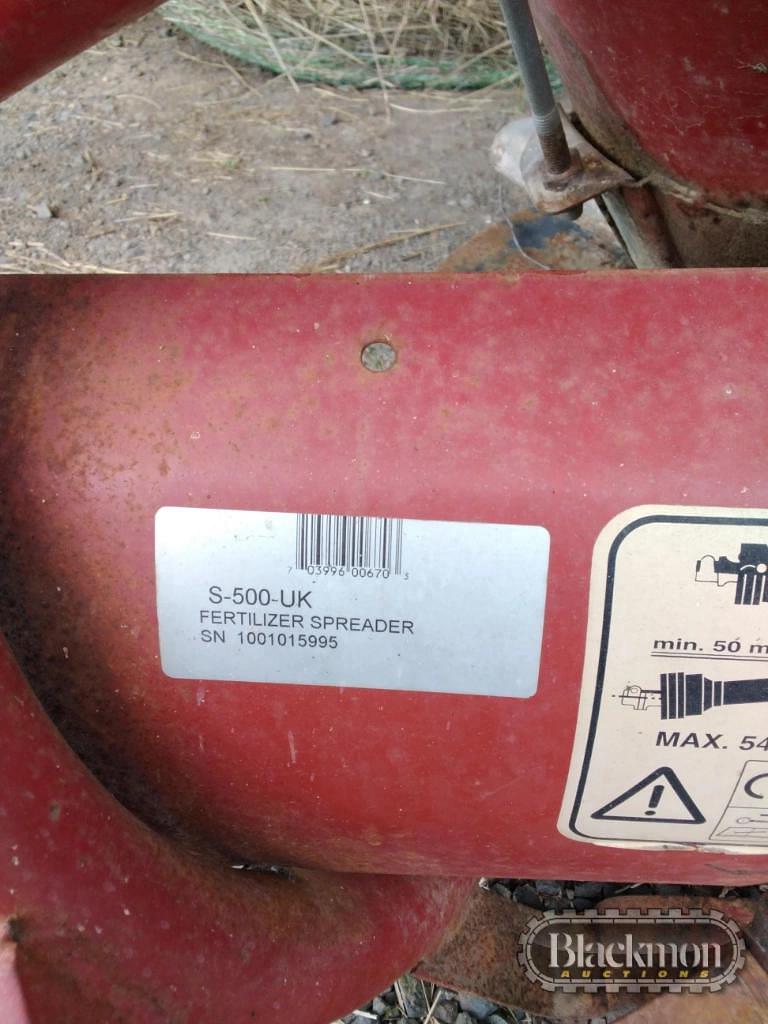 7 03996 00670 3
S-500-UK
FERTILIZER SPREADER
SN 1001015995
min. 50 m
MAX. 54
Blackmon
AUCTIONS